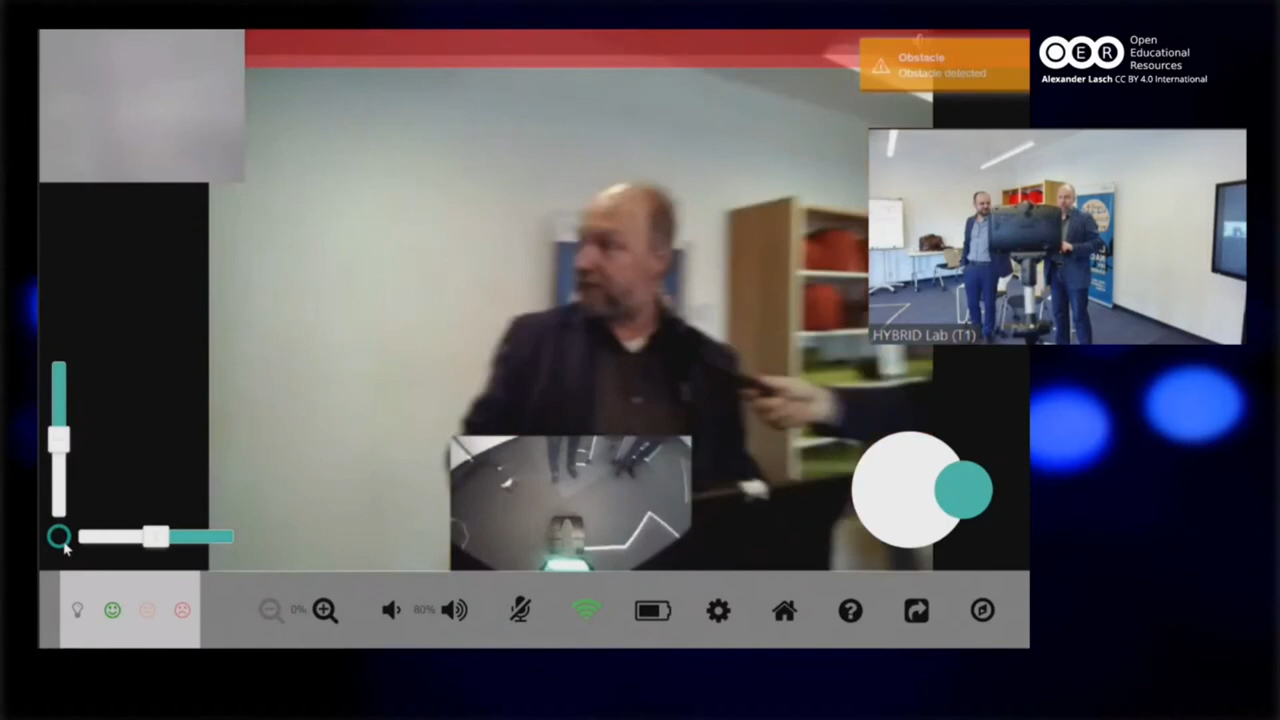 Obstacle
Obstacle detected
OER
Open
Educational
Resources
Alexander Lasch CC BY 4.0 International
HYBRID Lab (T1)
0%
80%